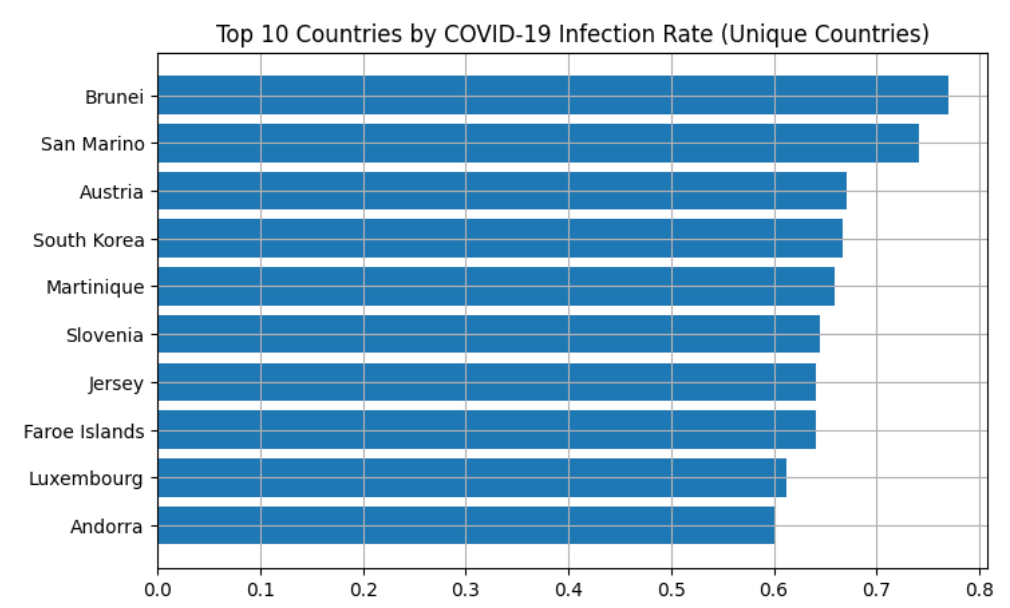 Top 10 Countries by COVID-19 Infection Rate (Unique Countries)
Brunei
San Marino
Austria
South Korea
Martinique
Slovenia
Jersey
Faroe Islands
Luxembourg
Andorra
0.0 0.1 0.2 0.3 0.4 0.5 0.6 0.7 0.8